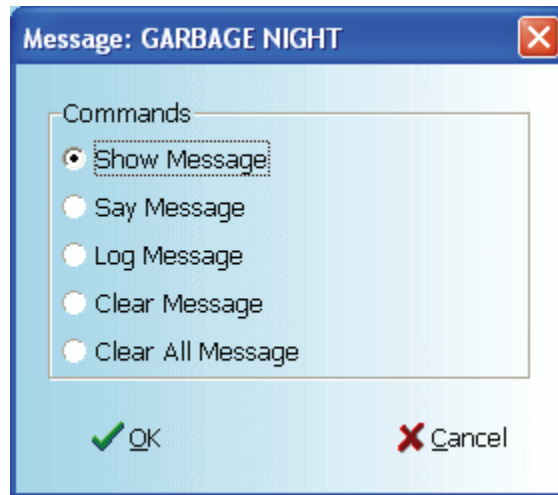 Message: GARBAGE NIGHT
Commands
Show Message
Say Message
Log Message
Clear Message
Clear All Message
OK Cancel